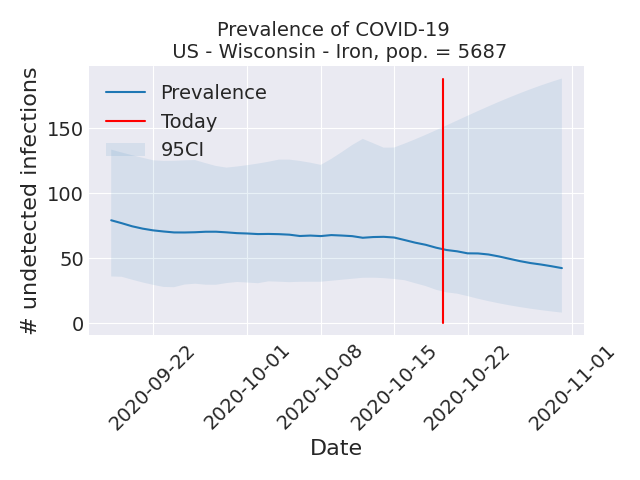 Prevalence of COVID-19
US - Wisconsin - Iron, pop. = 5687
Prevalence
Today
95CI
# undetected infections
150
100
50
0
2020-09-22
2020-10-01
2020-10-08
2020-10-15
2020-10-22
2020-11-01
Date